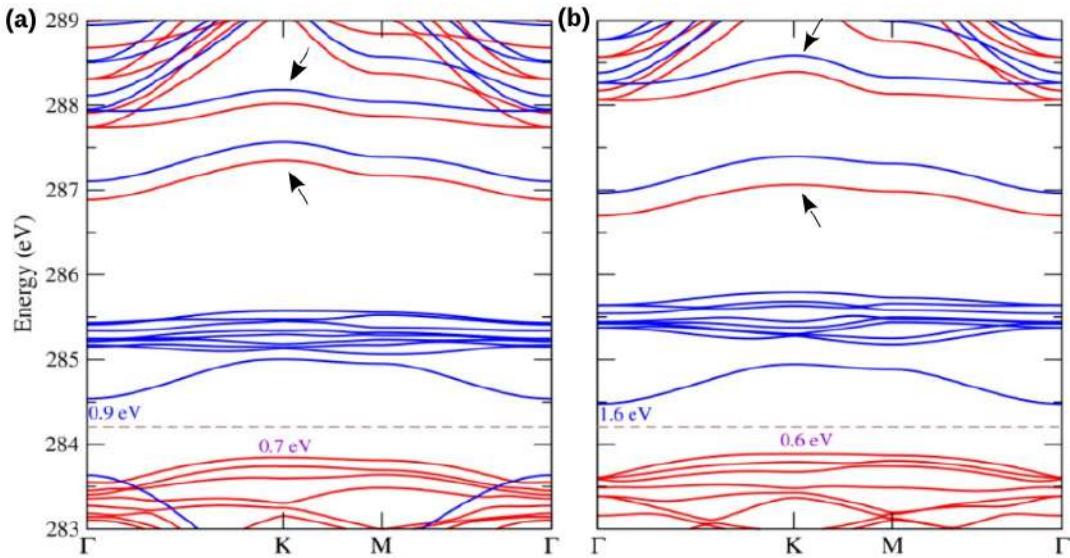 (a)
(b)
289
288
287
286
285
284
283
Energy (eV)
0.9 eV
0.7 eV
1.6 eV
0.6 eV
Γ K M Γ
Γ K M Γ